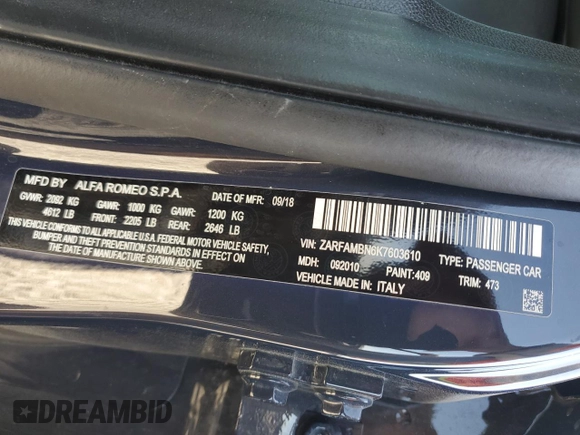 MFD BY ALFA ROMEO S.P.A. DATE OF MFR: 09/18
GVWR: 2092 KG GAWR: 1000 KG GAWR: 1200 KG
4612 LB FRONT: 2205 LB REAR: 2646 LB
THIS VEHICLE CONFORMS TO ALL APPLICABLE U.S.A. FEDERAL MOTOR VEHICLE SAFETY,
BUMPER AND THEFT PREVENTION STANDARDS IN EFFECT ON
THE DATE OF MANUFACTURE SHOWN ABOVE.
VIN: ZARFAMBN6K7603610 TYPE: PASSENGER CAR
MDH: 092010 PAINT: 409 TRIM: 473
VEHICLE MADE IN: ITALY
DREAMBID